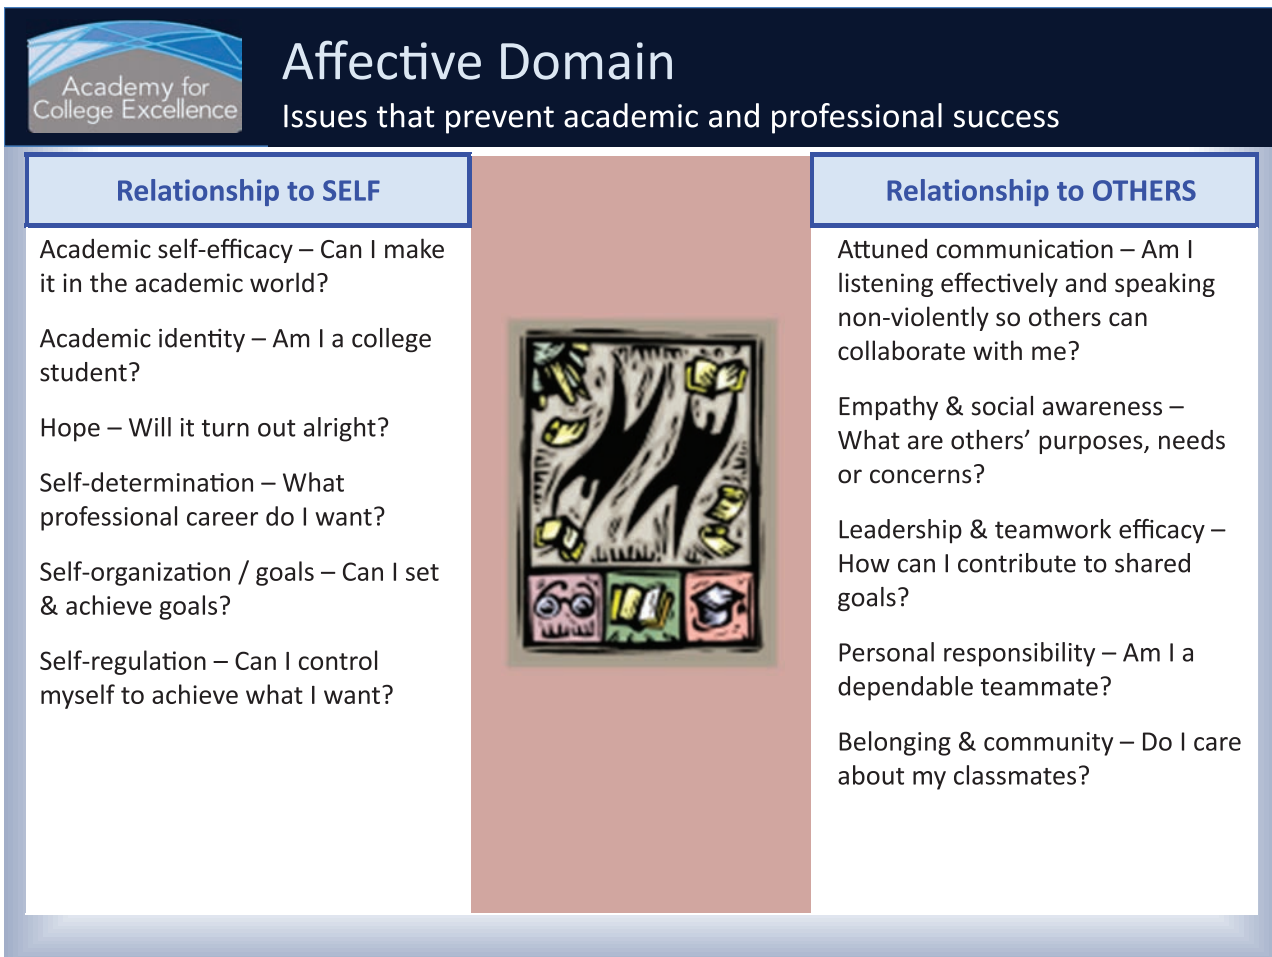 Academy for
College Excellence
Affective Domain
Issues that prevent academic and professional success
Relationship to SELF
Academic self-efficacy – Can I make
it in the academic world?
Academic identity – Am I a college
student?
Hope – Will it turn out alright?
Self-determination – What
professional career do I want?
Self-organization / goals – Can I set
& achieve goals?
Self-regulation – Can I control
myself to achieve what I want?
Relationship to OTHERS
Attuned communication – Am I
listening effectively and speaking
non-violently so others can
collaborate with me?
Empathy & social awareness –
What are others’ purposes, needs
or concerns?
Leadership & teamwork efficacy –
How can I contribute to shared
goals?
Personal responsibility – Am I a
dependable teammate?
Belonging & community – Do I care
about my classmates?